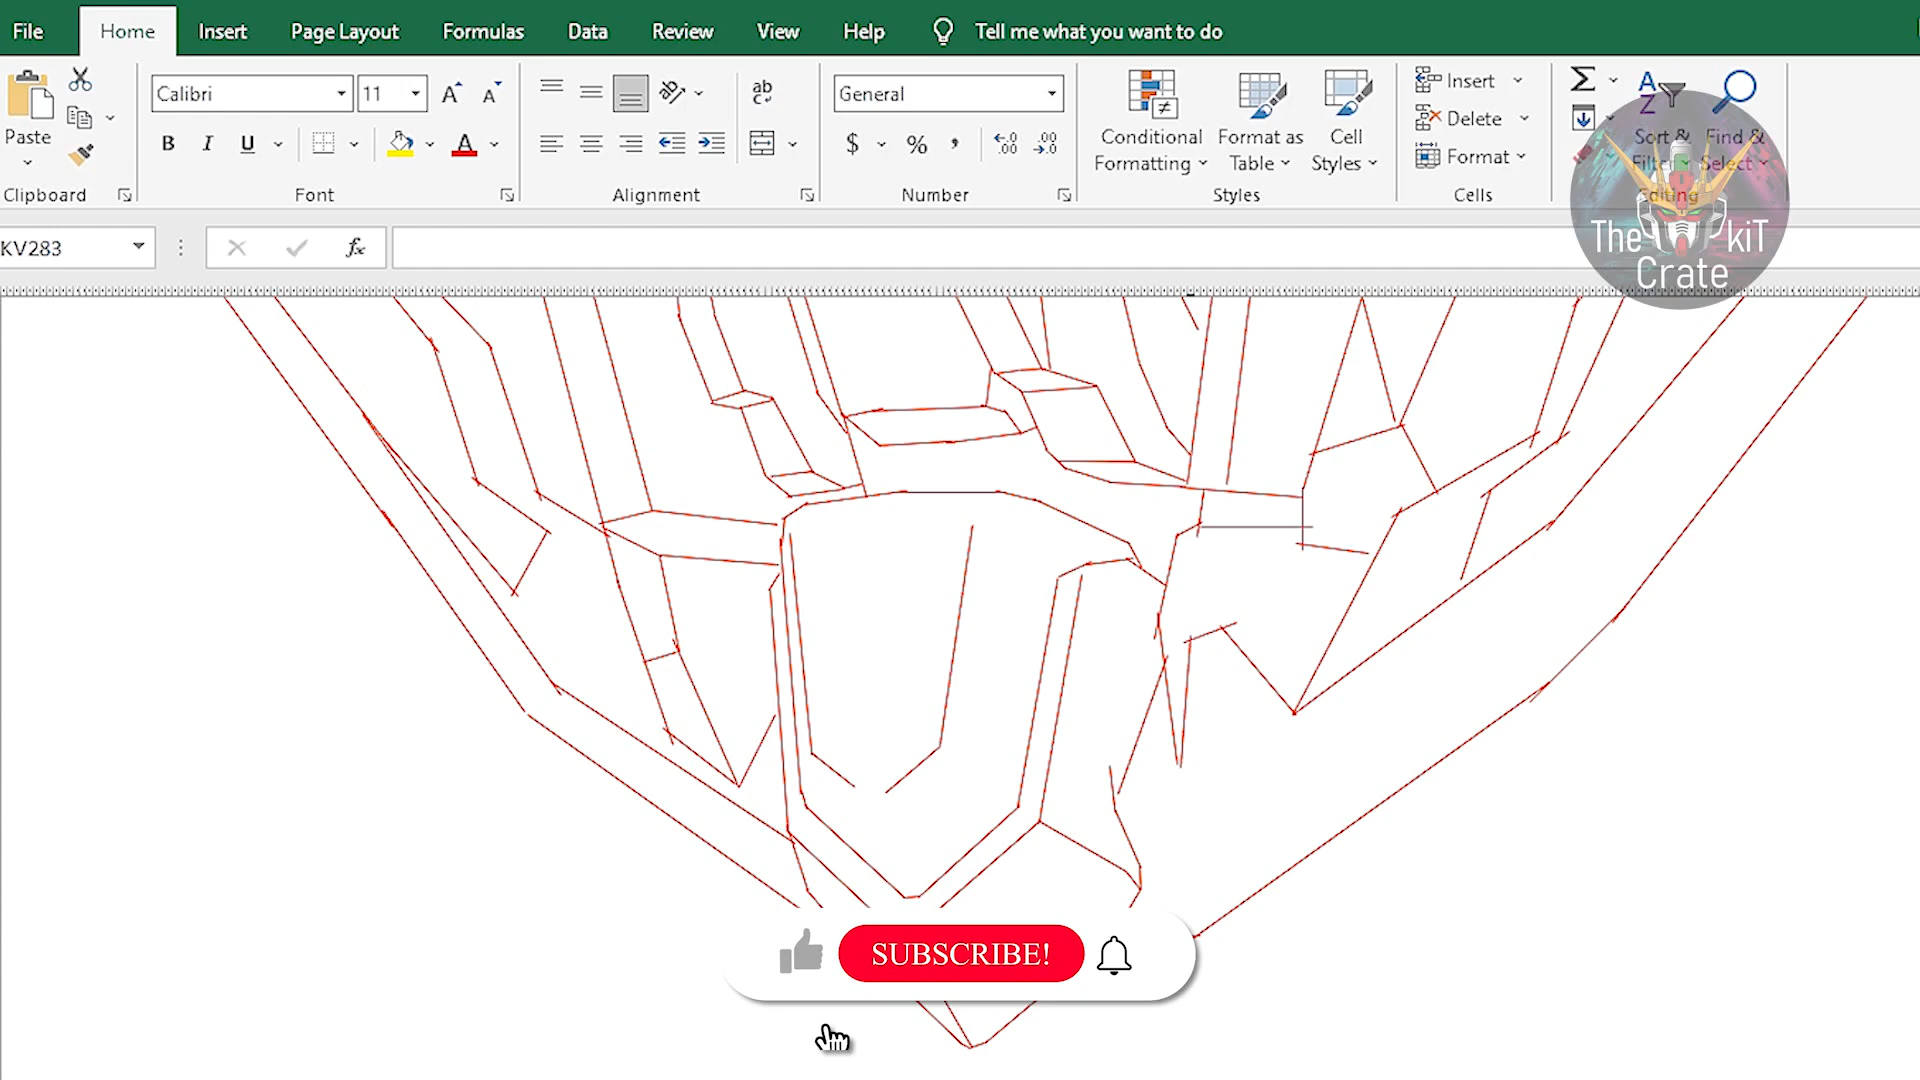 File Home Insert Page Layout Formulas Data Review View Help Tell me what you want to do
Calibri 11 General Insert
Delete
Paste Conditional Format as Cell Sort & Find &
B I U $ % Formatting Table Styles Format Filter Select
Clipboard Font Alignment Number Styles Cells Editing
The kiT
Crate
KV283 fx
SUBSCRIBE!